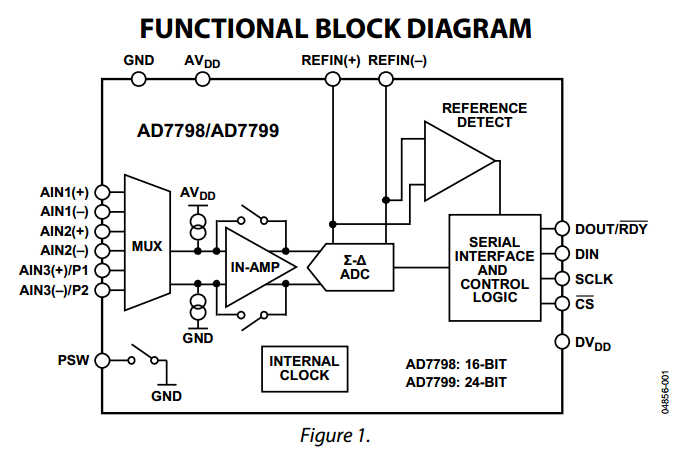 FUNCTIONAL BLOCK DIAGRAM
GND AVDD REFIN(+) REFIN(–)
REFERENCE
DETECT
AD7798/AD7799
AIN1(+)
AIN1(–)
AIN2(+)
AIN2(–)
AIN3(+)/P1
AIN3(–)/P2
MUX
AVDD
IN-AMP
GND
Σ-Δ
ADC
SERIAL
INTERFACE
AND
CONTROL
LOGIC
DOUT/RDY
DIN
SCLK
CS
DVDD
PSW
GND
INTERNAL
CLOCK
AD7798: 16-BIT
AD7799: 24-BIT
04856-001
Figure 1.